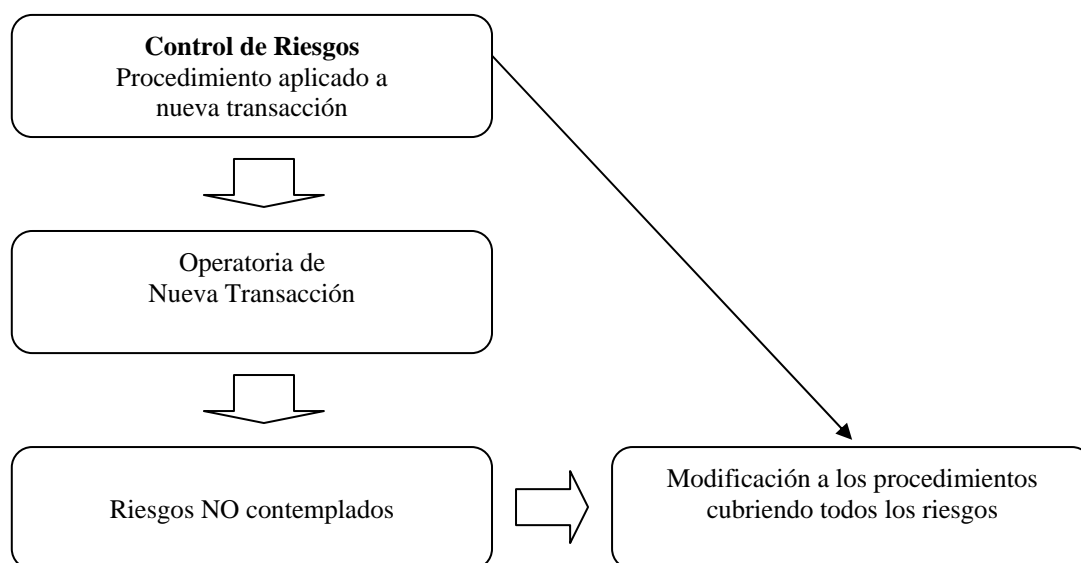 Control de Riesgos
Procedimiento aplicado a
nueva transacción
Operatoria de
Nueva Transacción
Riesgos NO contemplados
Modificación a los procedimientos
cubriendo todos los riesgos